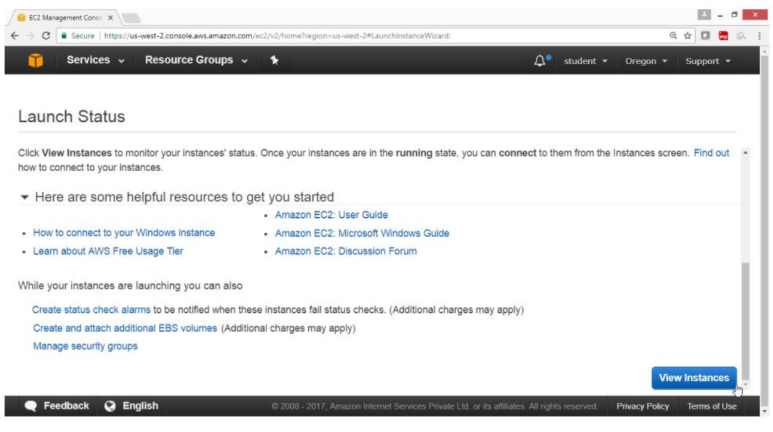 EC2 Management Consol
Secure | https://us-west-2.console.aws.amazon.com/ec2/v2/home?region=us-west-2#LaunchInstanceWizard:
Services Resource Groups student Oregon Support
Launch Status
Click View Instances to monitor your instances' status. Once your instances are in the running state, you can connect to them from the Instances screen. Find out
how to connect to your instances.
Here are some helpful resources to get you started
• Amazon EC2: User Guide
• How to connect to your Windows Instance • Amazon EC2: Microsoft Windows Guide
• Learn about AWS Free Usage Tier • Amazon EC2: Discussion Forum
While your instances are launching you can also
Create status check alarms to be notified when these instances fail status checks. (Additional charges may apply)
Create and attach additional EBS volumes (Additional charges may apply)
Manage security groups
View Instances
Feedback English © 2008 - 2017, Amazon Internet Services Private Ltd. or its affiliates. All rights reserved. Privacy Policy Terms of Use